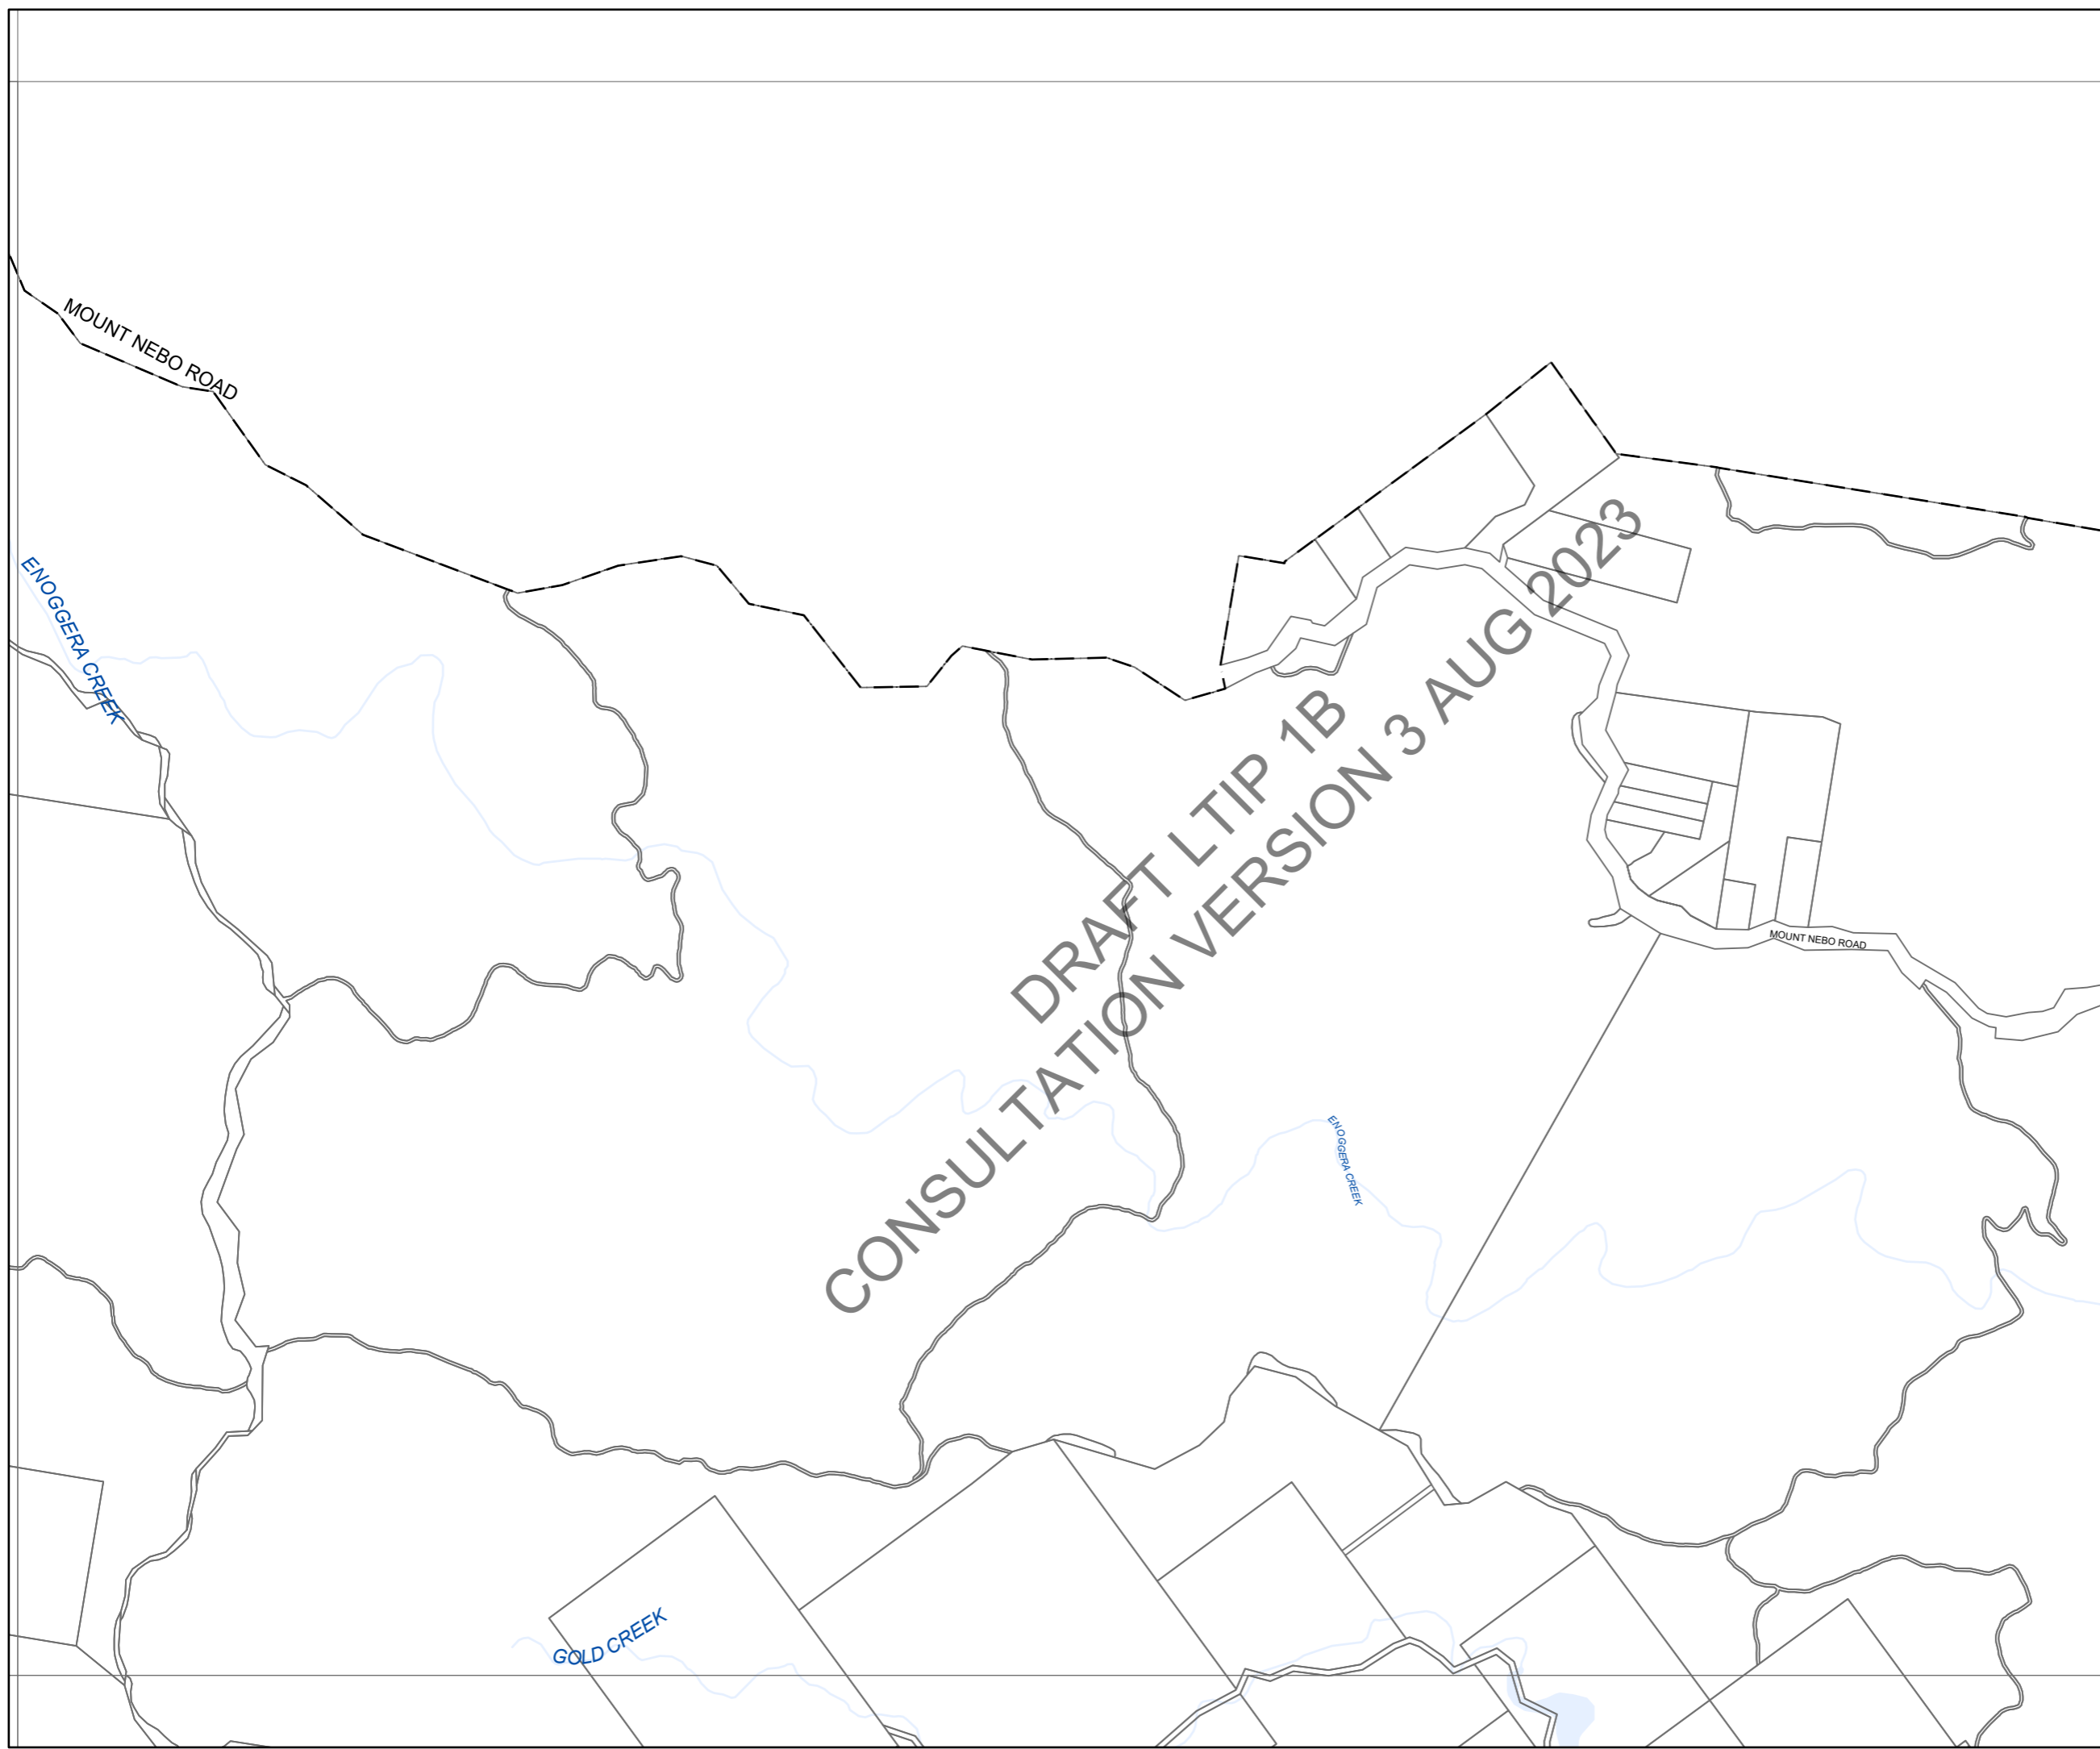 MOUNT NEBO ROAD
ENOGGERA CREEK
DRAFT LTIP 1B
CONSULTATION VERSION 3 AUG 2023
MOUNT NEBO ROAD
ENOGGERA CREEK
GOLD CREEK